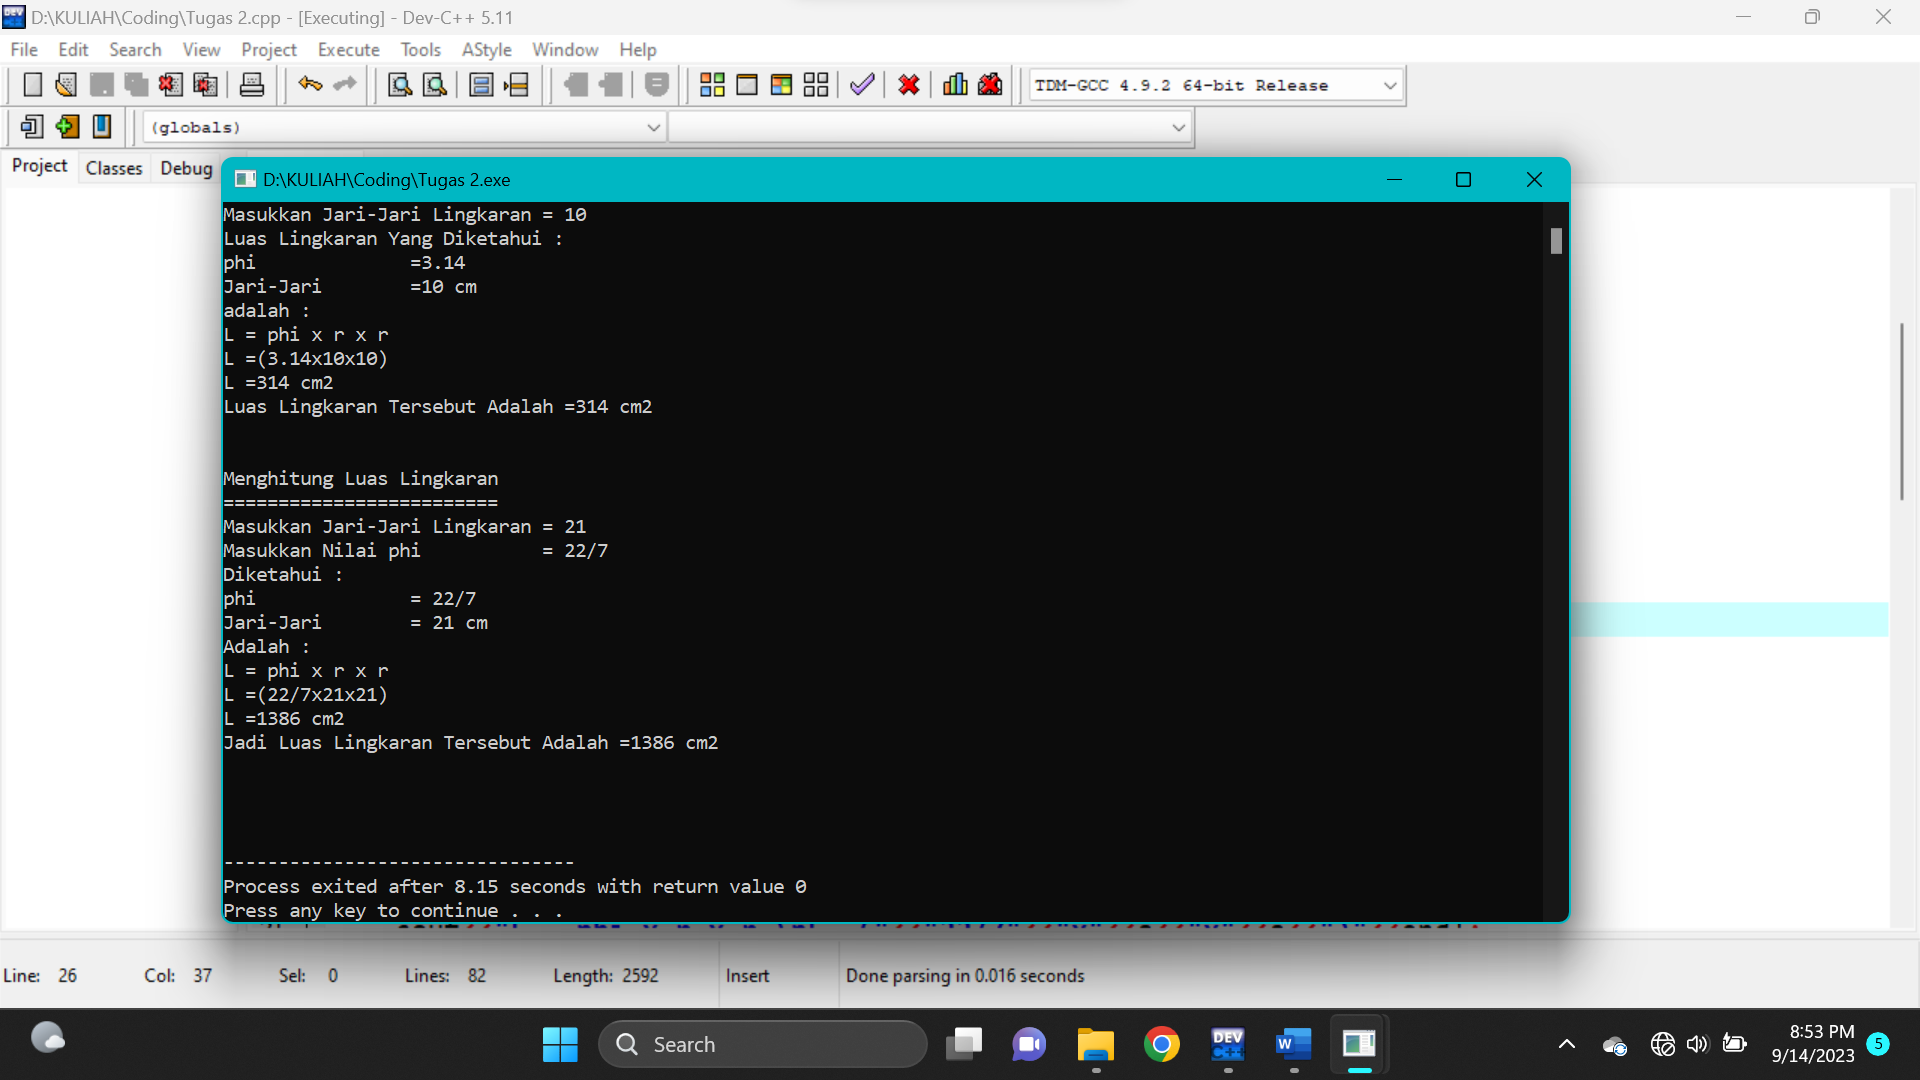 D:\KULIAH\Coding\Tugas 2.cpp - [Executing] - Dev-C++ 5.11
File Edit Search View Project Execute Tools AStyle Window Help
TDM-GCC 4.9.2 64-bit Release
(globals)
Project Classes Debug
D:\KULIAH\Coding\Tugas 2.exe
Masukkan Jari-Jari Lingkaran = 10
Luas Lingkaran Yang Diketahui :
phi =3.14
Jari-Jari =10 cm
adalah :
L = phi x r x r
L =(3.14x10x10)
L =314 cm2
Luas Lingkaran Tersebut Adalah =314 cm2
Menghitung Luas Lingkaran
=========================
Masukkan Jari-Jari Lingkaran = 21
Masukkan Nilai phi = 22/7
Diketahui :
phi = 22/7
Jari-Jari = 21 cm
Adalah :
L = phi x r x r
L =(22/7x21x21)
L =1386 cm2
Jadi Luas Lingkaran Tersebut Adalah =1386 cm2
--------------------------------
Process exited after 8.15 seconds with return value 0
Press any key to continue . . .
Line: 26 Col: 37 Sel: 0 Lines: 82 Length: 2592 Insert Done parsing in 0.016 seconds
Search
DEV C++
W
8:53 PM
9/14/2023
5